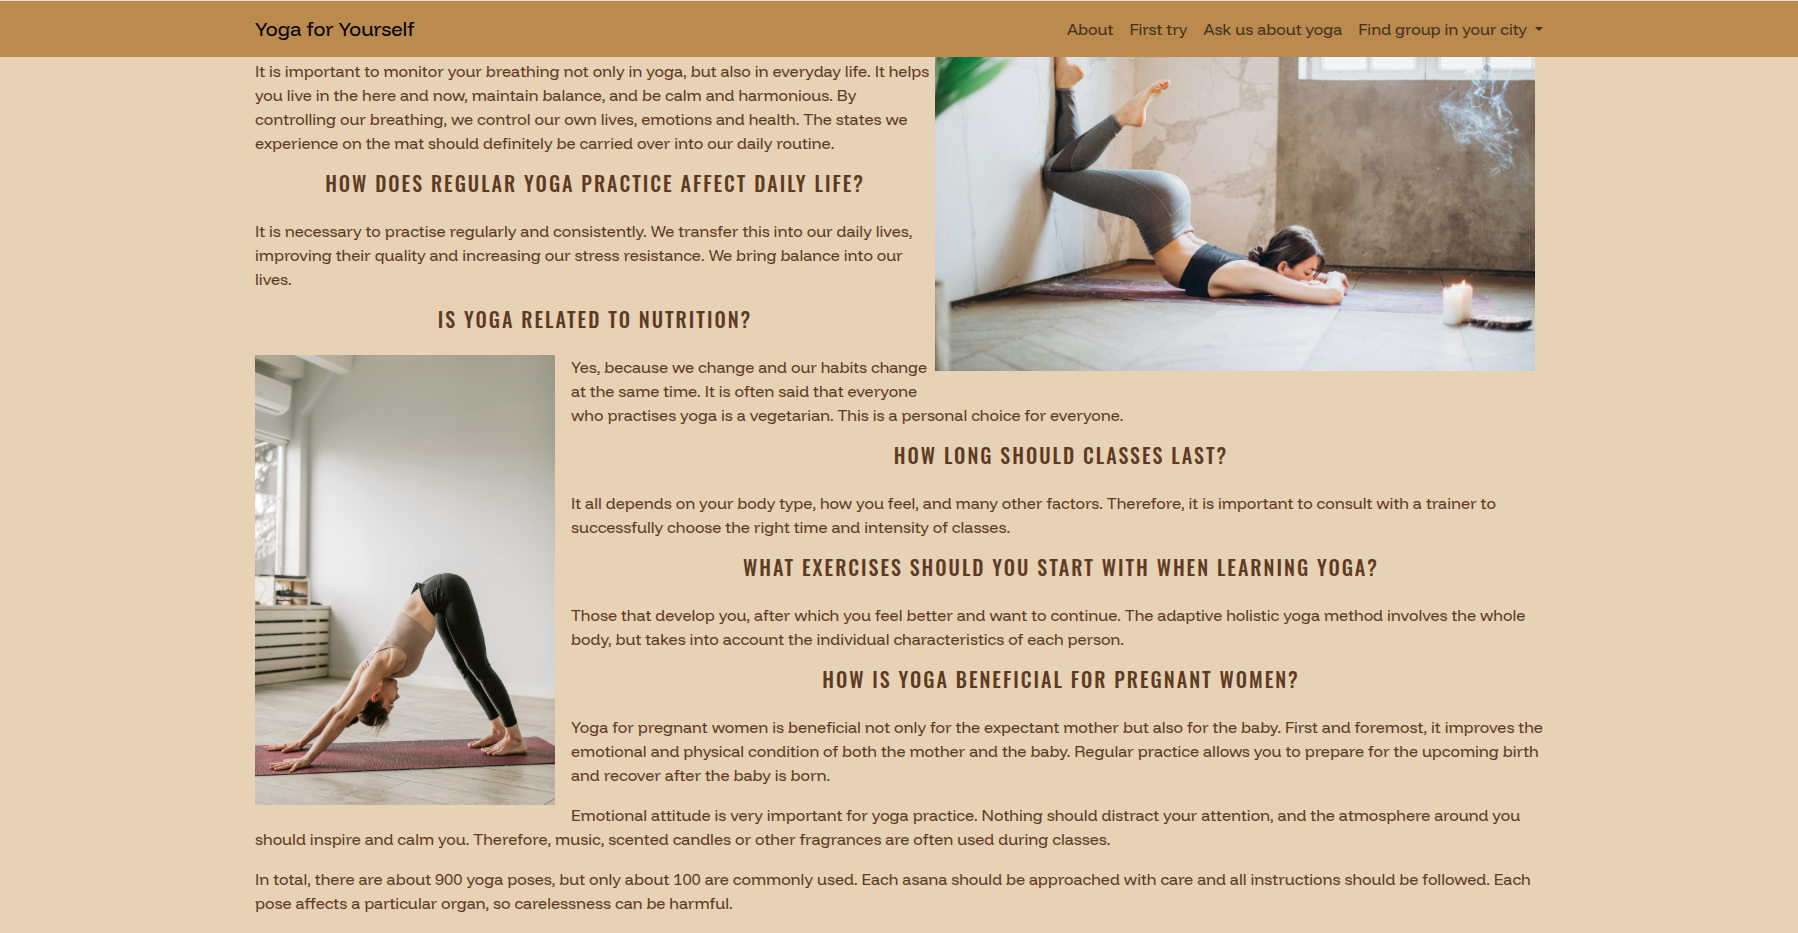 Yoga for Yourself
About First try Ask us about yoga Find group in your city
It is important to monitor your breathing not only in yoga, but also in everyday life. It helps
you live in the here and now, maintain balance, and be calm and harmonious. By
controlling our breathing, we control our own lives, emotions and health. The states we
experience on the mat should definitely be carried over into our daily routine.
HOW DOES REGULAR YOGA PRACTICE AFFECT DAILY LIFE?
It is necessary to practise regularly and consistently. We transfer this into our daily lives,
improving their quality and increasing our stress resistance. We bring balance into our
lives.
IS YOGA RELATED TO NUTRITION?
Yes, because we change and our habits change
at the same time. It is often said that everyone
who practises yoga is a vegetarian. This is a personal choice for everyone.
HOW LONG SHOULD CLASSES LAST?
It all depends on your body type, how you feel, and many other factors. Therefore, it is important to consult with a trainer to
successfully choose the right time and intensity of classes.
WHAT EXERCISES SHOULD YOU START WITH WHEN LEARNING YOGA?
Those that develop you, after which you feel better and want to continue. The adaptive holistic yoga method involves the whole
body, but takes into account the individual characteristics of each person.
HOW IS YOGA BENEFICIAL FOR PREGNANT WOMEN?
Yoga for pregnant women is beneficial not only for the expectant mother but also for the baby. First and foremost, it improves the
emotional and physical condition of both the mother and the baby. Regular practice allows you to prepare for the upcoming birth
and recover after the baby is born.
Emotional attitude is very important for yoga practice. Nothing should distract your attention, and the atmosphere around you
should inspire and calm you. Therefore, music, scented candles or other fragrances are often used during classes.
In total, there are about 900 yoga poses, but only about 100 are commonly used. Each asana should be approached with care and all instructions should be followed. Each
pose affects a particular organ, so carelessness can be harmful.